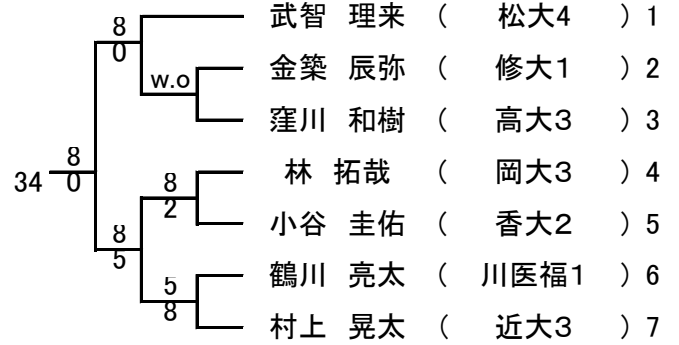 武智 理来 ( 松大4 ) 1
8
0
金築 辰弥 ( 修大1 ) 2
w.o
窪川 和樹 ( 高大3 ) 3
8
34
0
林 拓哉 ( 岡大3 ) 4
8
2
小谷 圭佑 ( 香大2 ) 5
8
5
鶴川 亮太 ( 川医福1 ) 6
5
8
村上 晃太 ( 近大3 ) 7